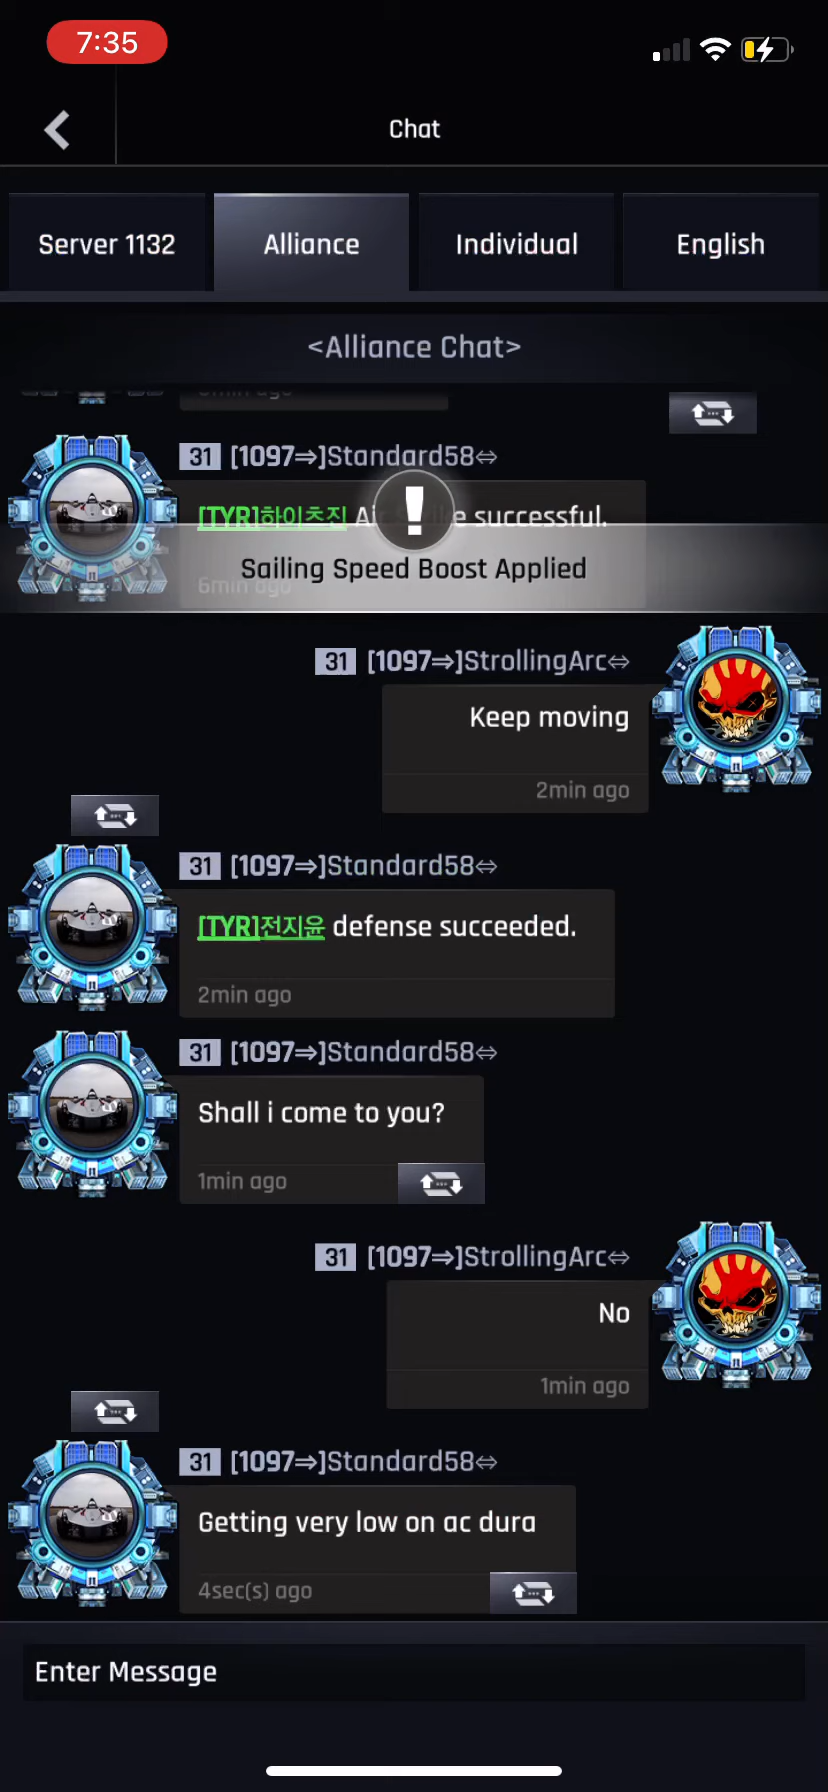 7:35
Chat
Server 1132
Alliance
Individual
English
<Alliance Chat>
31 [1097⇒]Standard58⇔
[TYR]하이츠진 successful.
Sailing Speed Boost Applied
6min ago
31 [1097⇒]StrollingArc⇔
Keep moving
2min ago
31 [1097⇒]Standard58⇔
[TYR]전지윤 defense succeeded.
2min ago
31 [1097⇒]Standard58⇔
Shall i come to you?
1min ago
31 [1097⇒]StrollingArc⇔
No
1min ago
31 [1097⇒]Standard58⇔
Getting very low on ac dura
4sec(s) ago
Enter Message